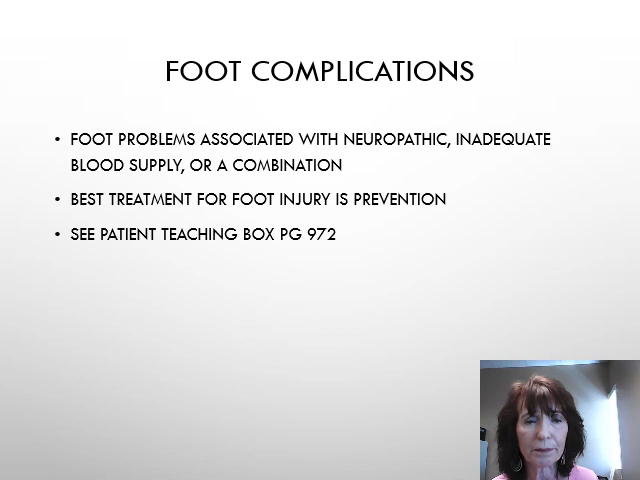 FOOT COMPLICATIONS
• FOOT PROBLEMS ASSOCIATED WITH NEUROPATHIC, INADEQUATE
BLOOD SUPPLY, OR A COMBINATION
• BEST TREATMENT FOR FOOT INJURY IS PREVENTION
• SEE PATIENT TEACHING BOX PG 972